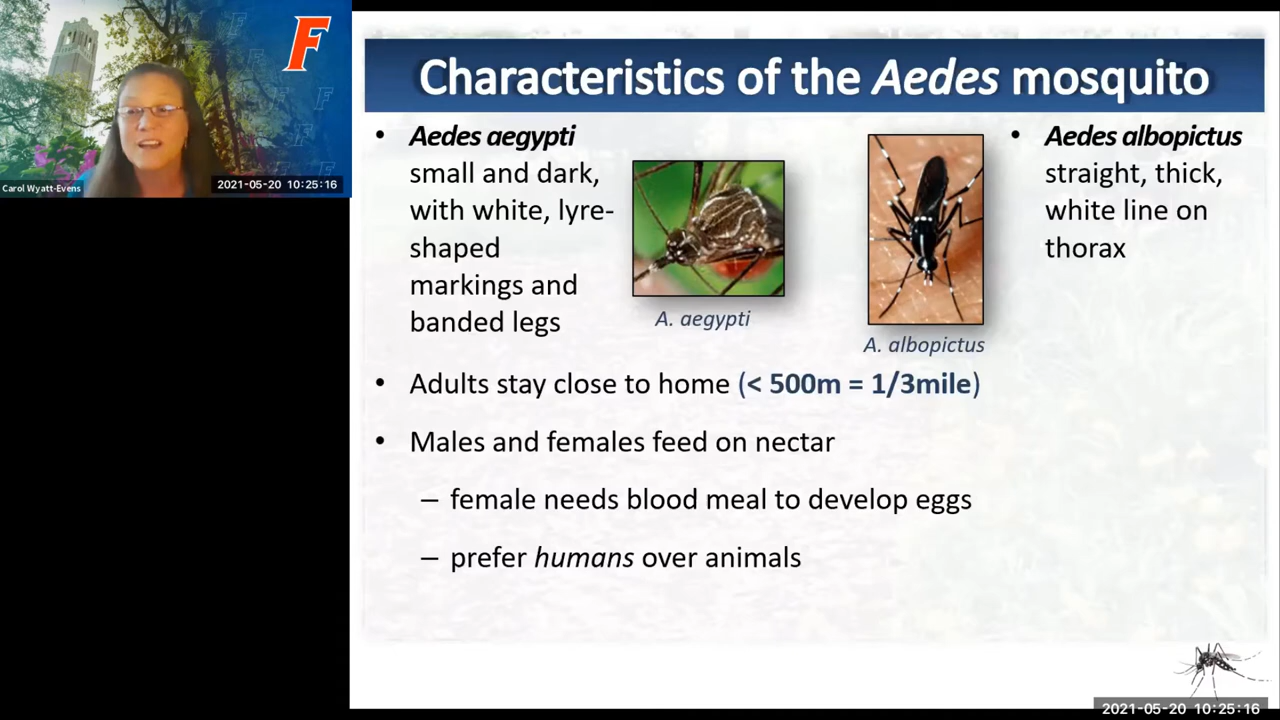 F
Carol Wyatt-Evens
2021-05-20 10:25:16
Characteristics of the Aedes mosquito
• Aedes aegypti
small and dark,
with white, lyre-
shaped
markings and
banded legs
A. aegypti
A. albopictus
• Aedes albopictus
straight, thick,
white line on
thorax
• Adults stay close to home (< 500m = 1/3mile)
• Males and females feed on nectar
– female needs blood meal to develop eggs
– prefer humans over animals
2021-05-20 10:25:16